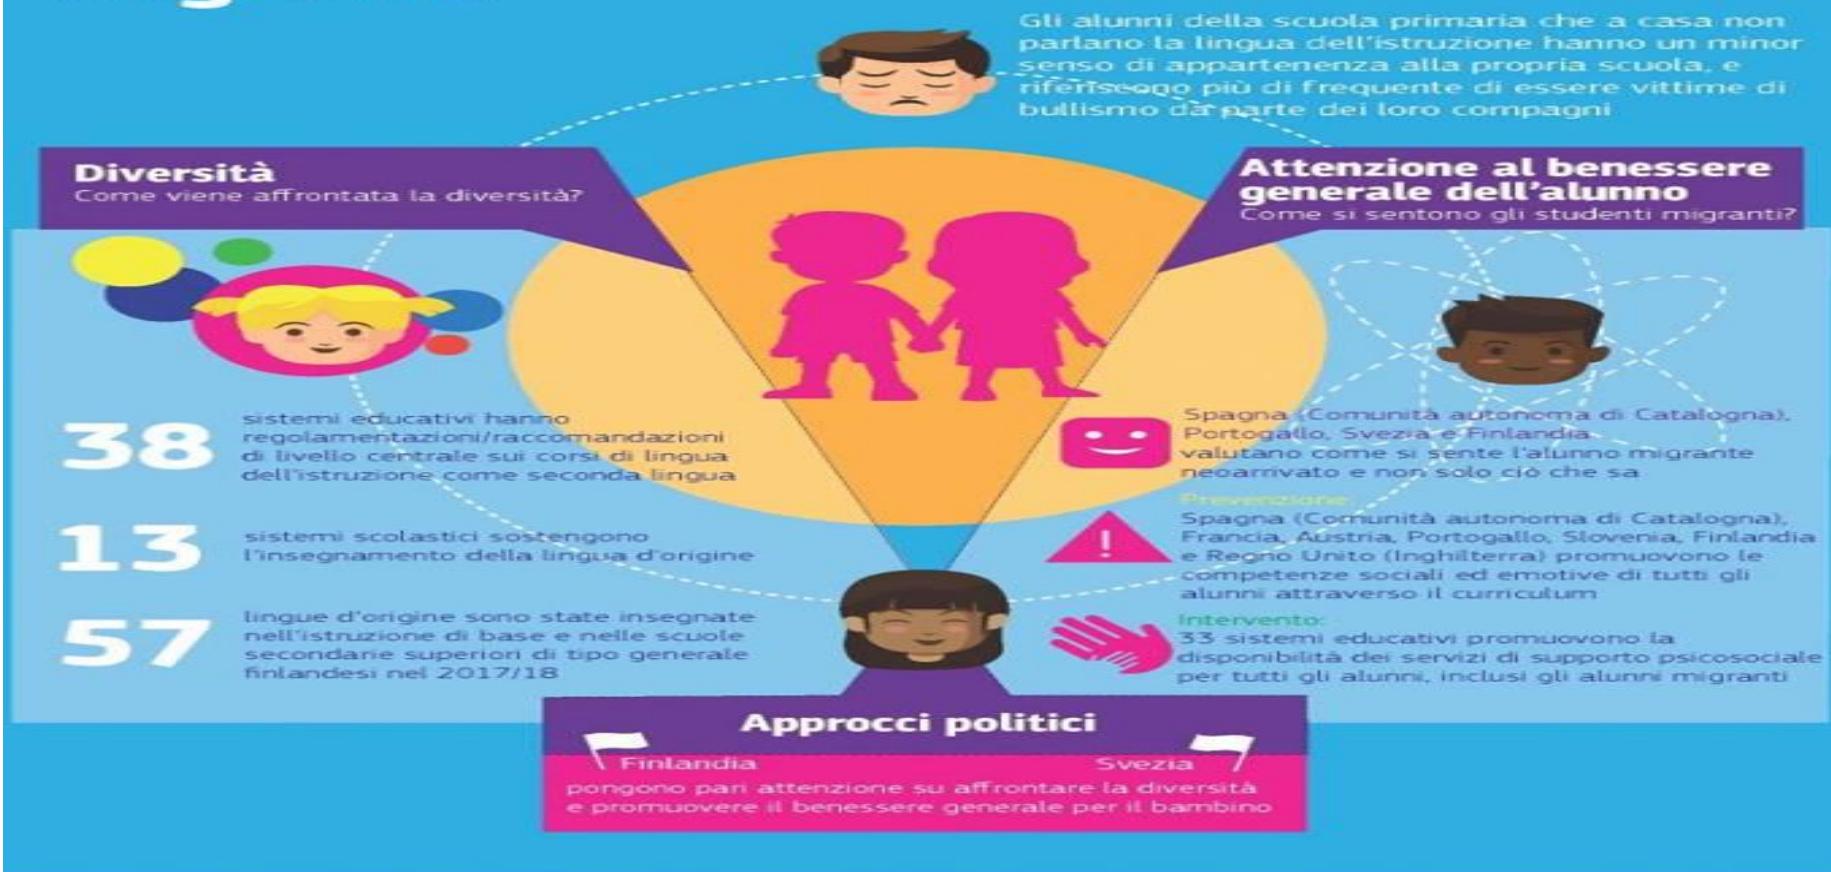 Gli alunni della scuola primaria che a casa non
parlano la lingua dell'istruzione hanno un minor
senso di appartenenza alla propria scuola, e
riferiscono più di frequente di essere vittime di
bullismo da parte dei loro compagni
Diversità
Come viene affrontata la diversità?
38
sistemi educativi hanno
regolamentazioni/raccomandazioni
di livello centrale sui corsi di lingua
dell'istruzione come seconda lingua
13
sistemi scolastici sostengono
l'insegnamento della lingua d'origine
57
lingue d'origine sono state insegnate
nell'istruzione di base e nelle scuole
secondarie superiori di tipo generale
finlandesi nel 2017/18
Attenzione al benessere
generale dell'alunno
Come si sentono gli studenti migranti?
Spagna (Comunità autonoma di Catalogna),
Portogallo, Svezia e Finlandia
valutano come si sente l'alunno migrante
neoarrivato e non solo ciò che sa
Prevenzione:
Spagna (Comunità autonoma di Catalogna),
Francia, Austria, Portogallo, Slovenia, Finlandia
e Regno Unito (Inghilterra) promuovono le
competenze sociali ed emotive di tutti gli
alunni attraverso il curriculum
Intervento:
33 sistemi educativi promuovono la
disponibilità dei servizi di supporto psicosociale
per tutti gli alunni, inclusi gli alunni migranti
Approcci politici
Finlandia
Svezia
pongono pari attenzione su affrontare la diversità
e promuovere il benessere generale per il bambino